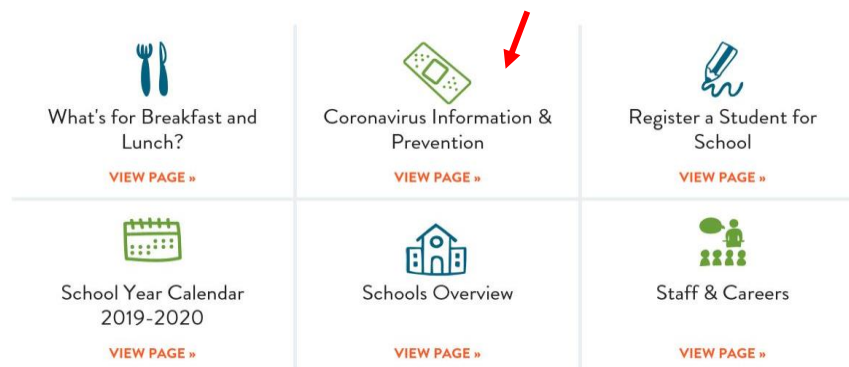 What's for Breakfast and
Lunch?
VIEW PAGE »
Coronavirus Information &
Prevention
VIEW PAGE »
Register a Student for
School
VIEW PAGE »
School Year Calendar
2019-2020
VIEW PAGE »
Schools Overview
VIEW PAGE »
Staff & Careers
VIEW PAGE »